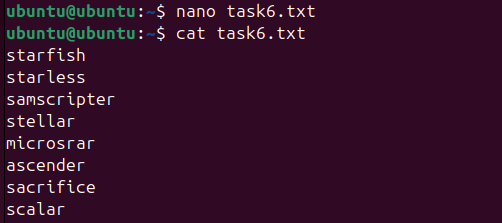 ubuntu@ubuntu:~$ nano task6.txt
ubuntu@ubuntu:~$ cat task6.txt
starfish
starless
samscripter
stellar
microsrar
ascender
sacrifice
scalar